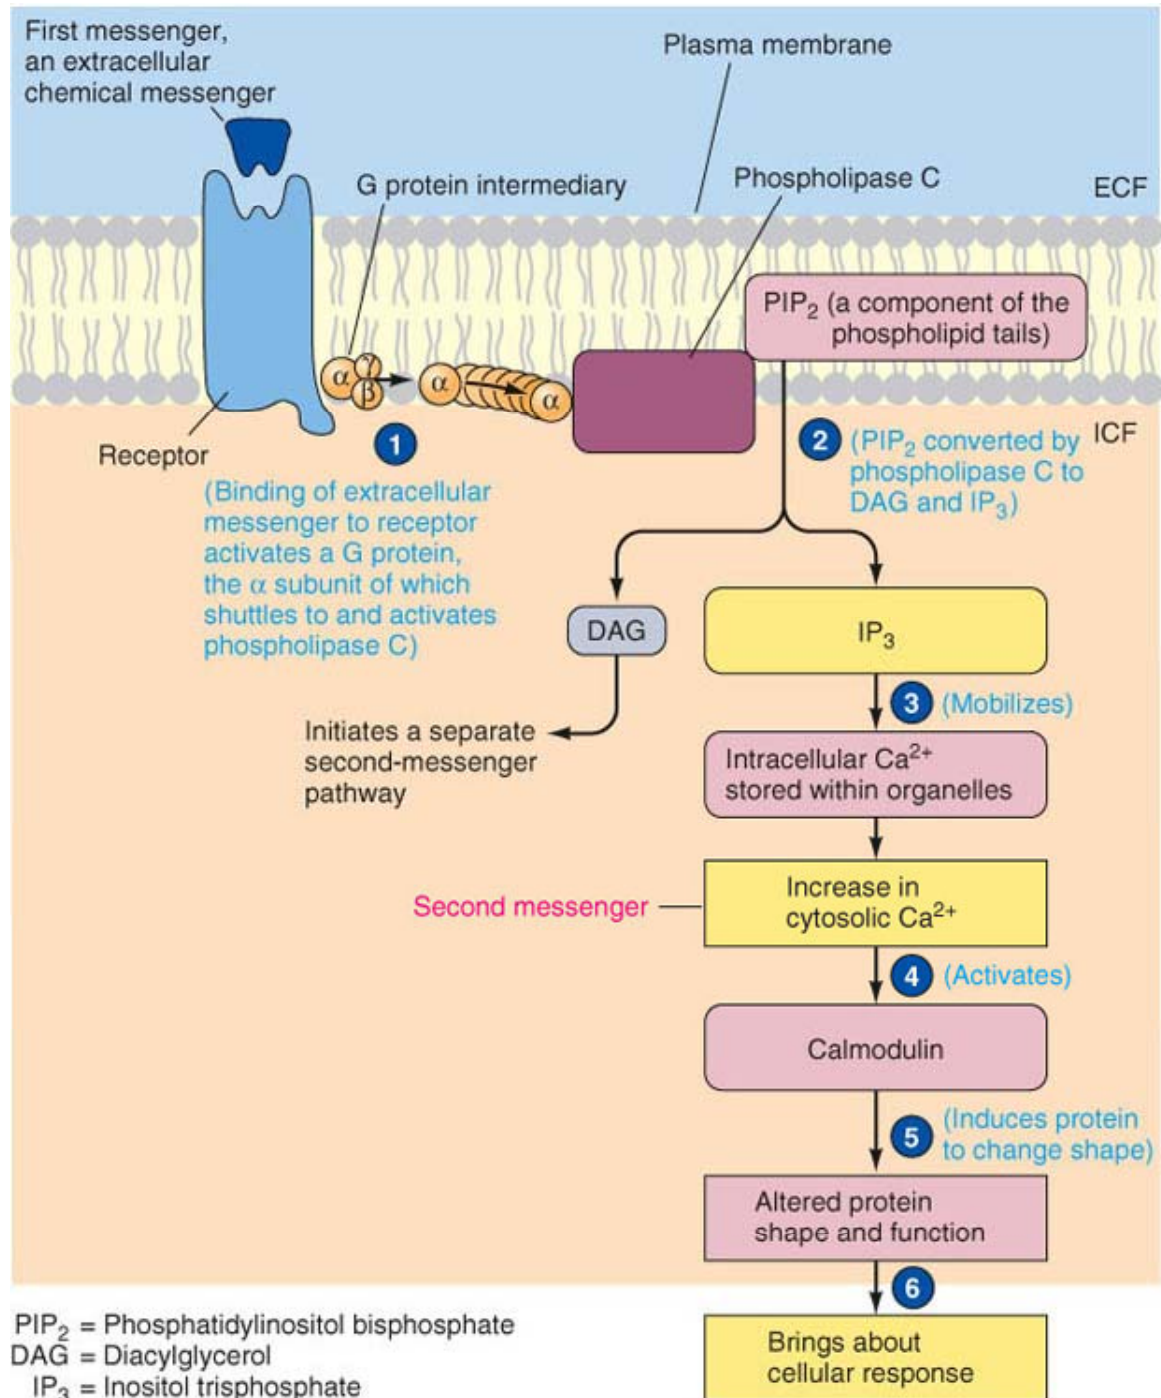 First messenger,
an extracellular
chemical messenger
Plasma membrane
G protein intermediary
Phospholipase C
ECF
PIP₂ (a component of the
phospholipid tails)
α γ β
α
α
Receptor
1
(Binding of extracellular
messenger to receptor
activates a G protein,
the α subunit of which
shuttles to and activates
phospholipase C)
2
(PIP₂ converted by
phospholipase C to
DAG and IP₃)
ICF
DAG
IP₃
Initiates a separate
second-messenger
pathway
3 (Mobilizes)
Intracellular Ca²⁺
stored within organelles
Second messenger
Increase in
cytosolic Ca²⁺
4 (Activates)
Calmodulin
5
(Induces protein
to change shape)
Altered protein
shape and function
6
Brings about
cellular response
PIP₂ = Phosphatidylinositol bisphosphate
DAG = Diacylglycerol
IP₃ = Inositol trisphosphate